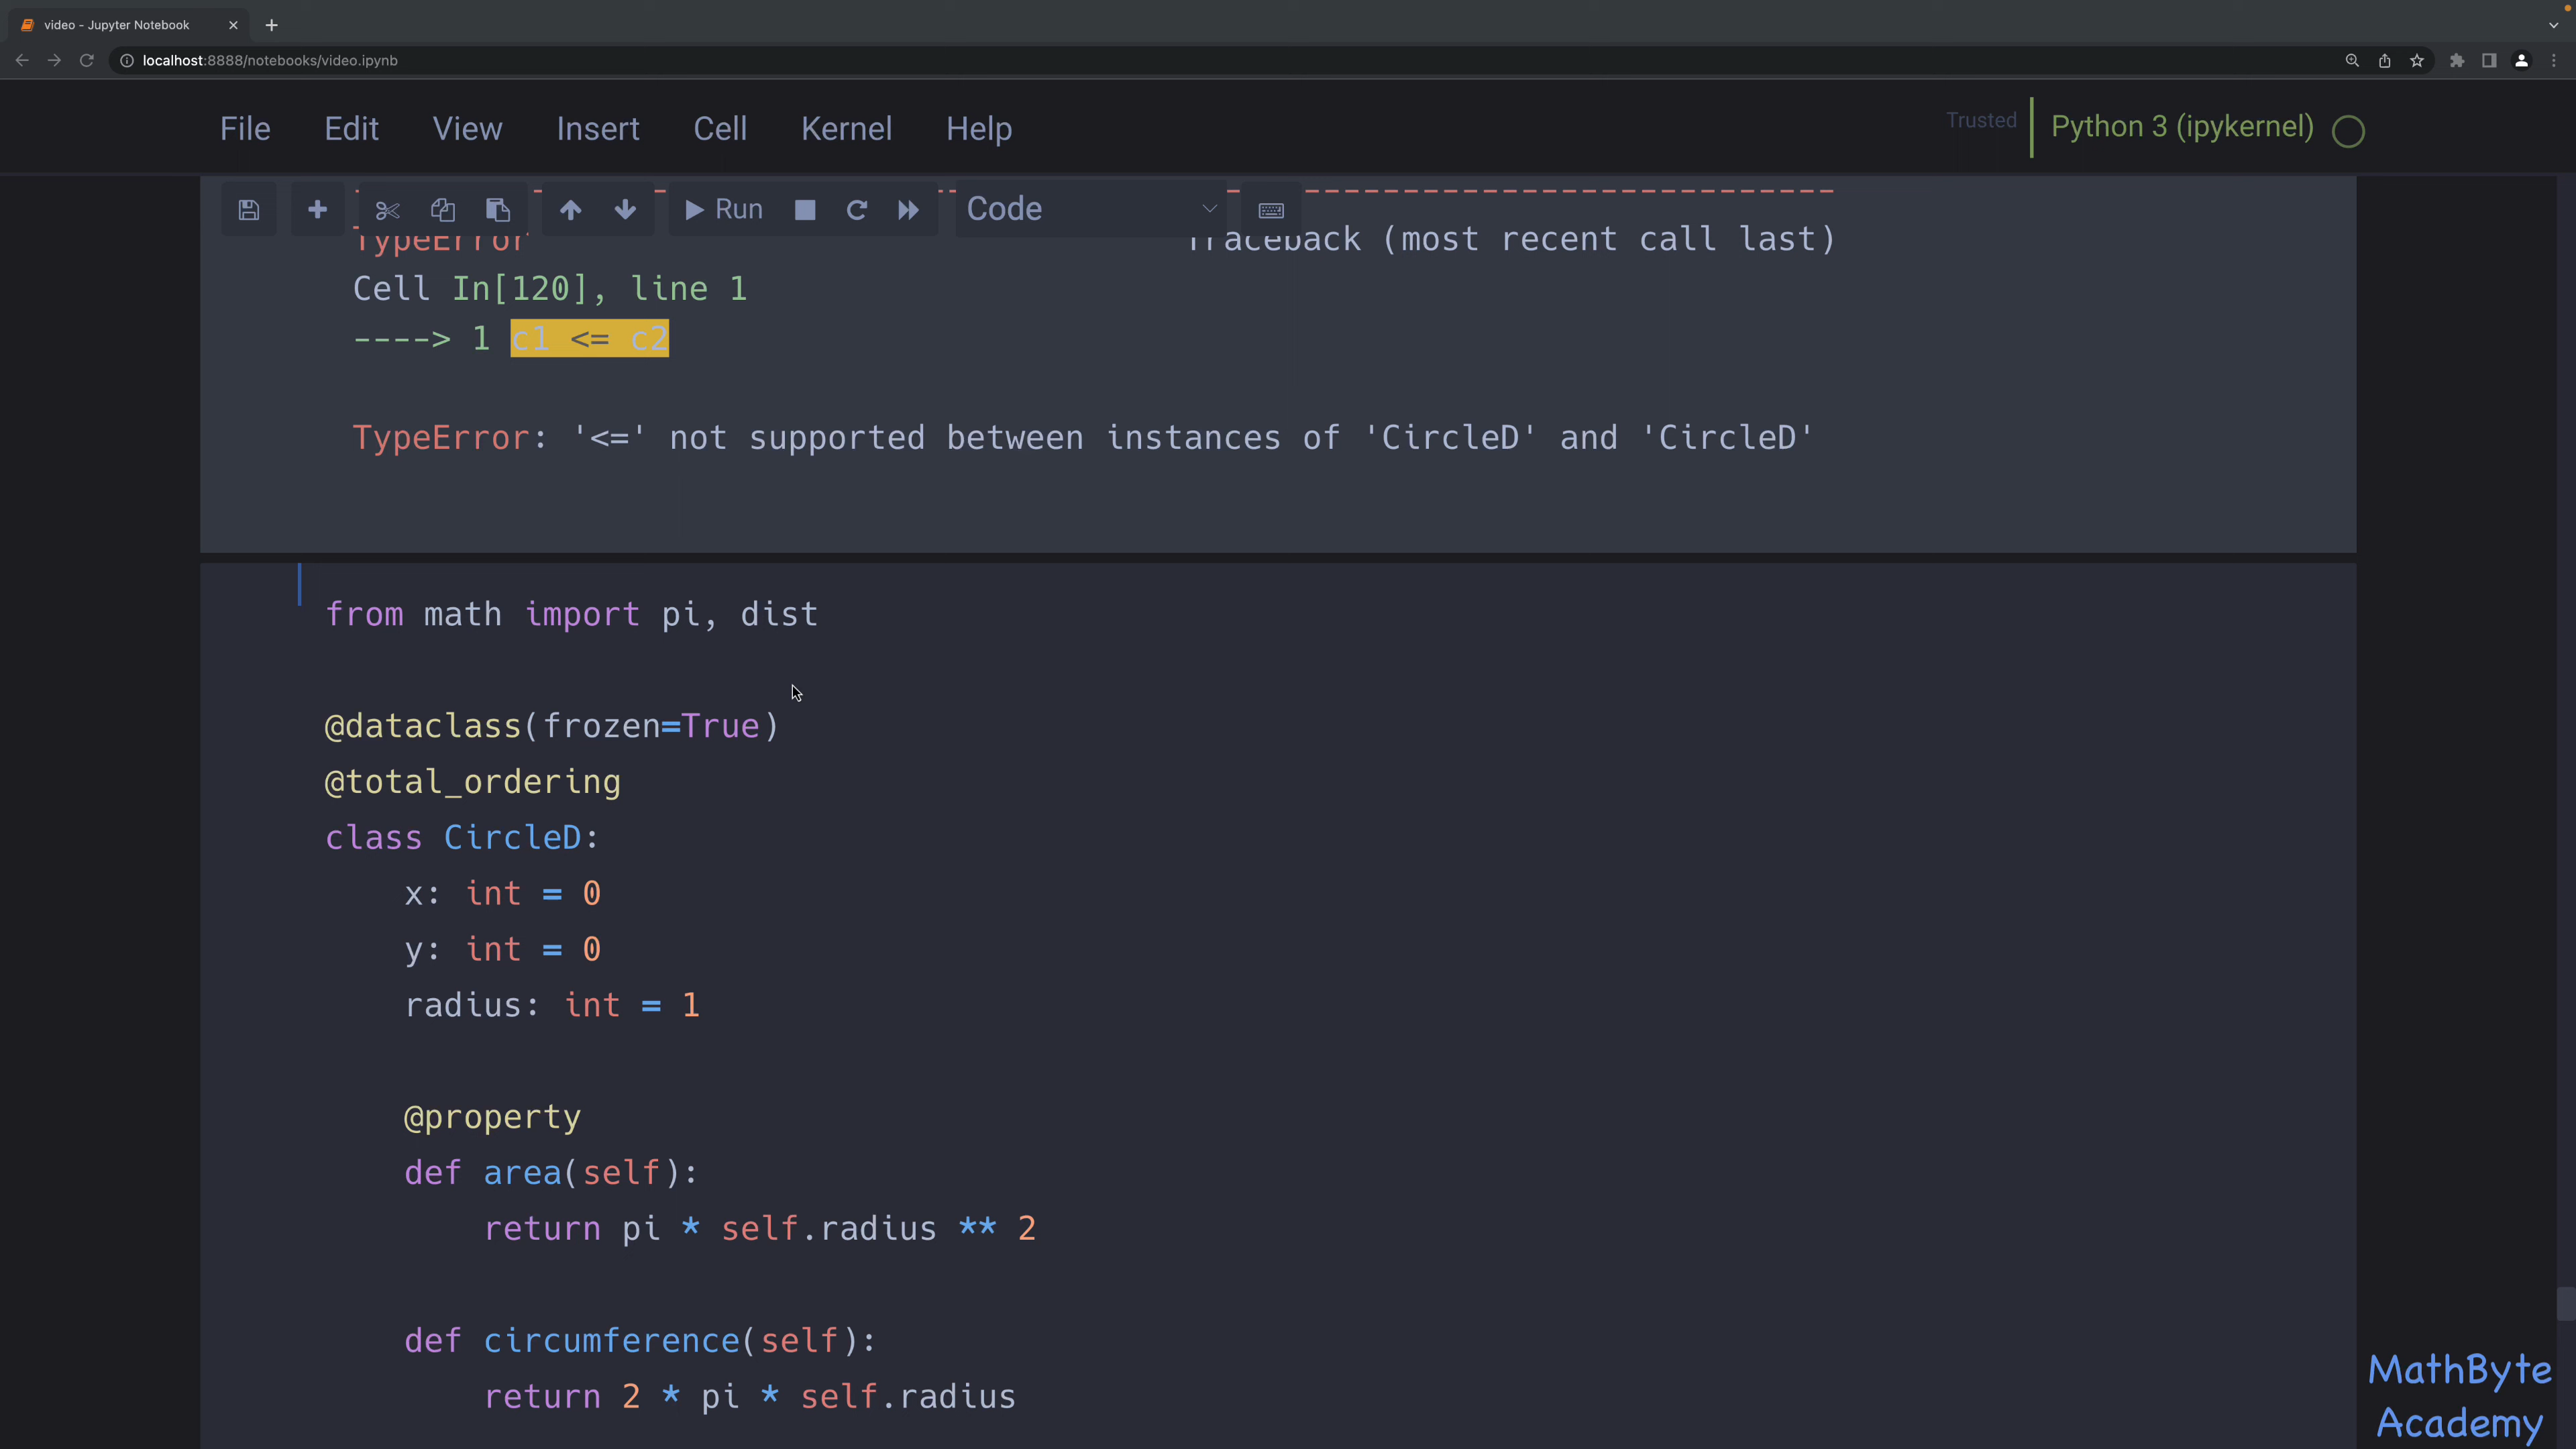 video - Jupyter Notebook
localhost:8888/notebooks/video.ipynb
File Edit View Insert Cell Kernel Help
Trusted
Python 3 (ipykernel)
Run
Code
TypeError Traceback (most recent call last)
Cell In[120], line 1
----> 1 c1 <= c2
TypeError: '<=' not supported between instances of 'CircleD' and 'CircleD'
from math import pi, dist
@dataclass(frozen=True)
@total_ordering
class CircleD:
    x: int = 0
    y: int = 0
    radius: int = 1
    @property
    def area(self):
        return pi * self.radius ** 2
    def circumference(self):
        return 2 * pi * self.radius
MathByte
Academy